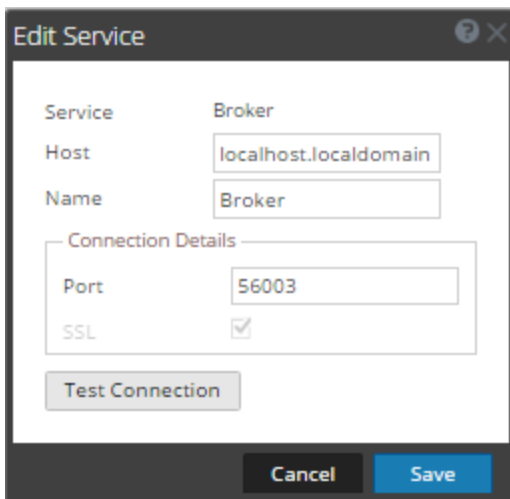 Edit Service
Service Broker
Host localhost.localdomain
Name Broker
Connection Details
Port 56003
SSL
Test Connection
Cancel Save